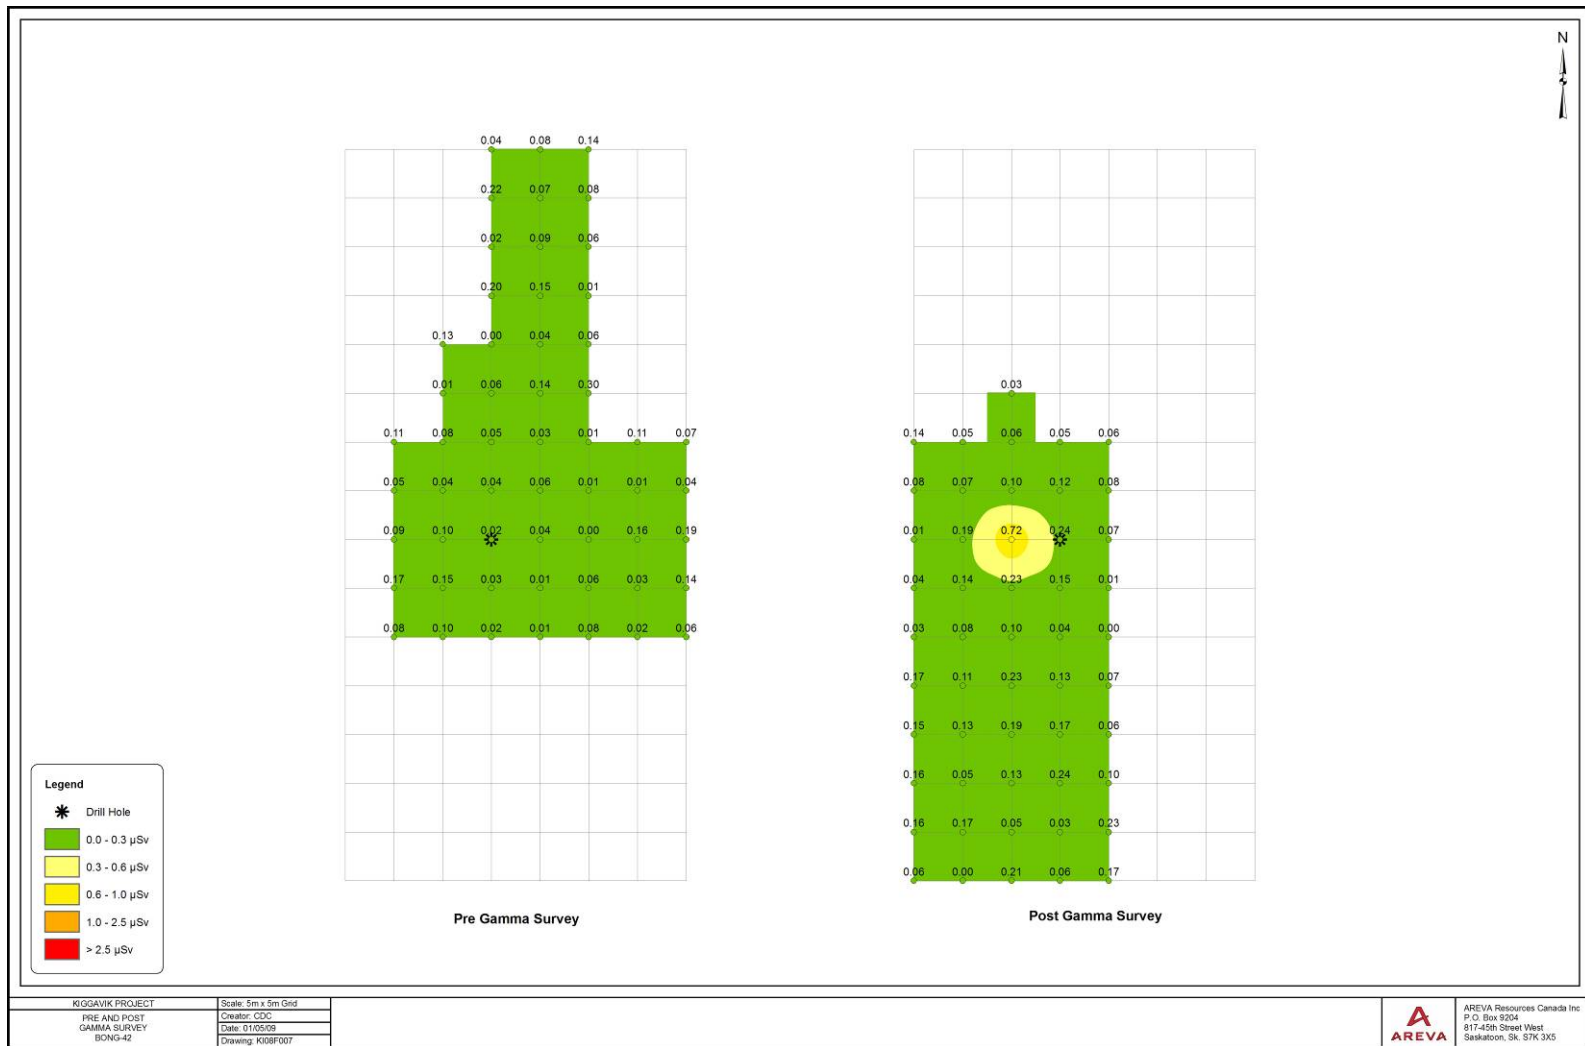 N
0.04 0.08 0.14
0.22 0.07 0.08
0.02 0.09 0.06
0.20 0.15 0.01
0.13 0.00 0.04 0.06
0.01 0.06 0.14 0.30
0.11 0.08 0.05 0.03 0.01 0.11 0.07
0.05 0.04 0.04 0.06 0.01 0.01 0.04
0.09 0.10 0.02 0.04 0.00 0.16 0.19
0.17 0.15 0.03 0.01 0.06 0.03 0.14
0.08 0.10 0.02 0.01 0.08 0.02 0.06
Pre Gamma Survey
0.03
0.14 0.05 0.06 0.05 0.06
0.08 0.07 0.10 0.12 0.08
0.01 0.19 0.72 0.24 0.07
0.04 0.14 0.23 0.15 0.01
0.03 0.08 0.10 0.04 0.00
0.17 0.11 0.23 0.13 0.07
0.15 0.13 0.19 0.17 0.06
0.16 0.05 0.13 0.24 0.10
0.16 0.17 0.05 0.03 0.23
0.06 0.00 0.21 0.06 0.17
Post Gamma Survey
Legend
Drill Hole
0.0 - 0.3 µSv
0.3 - 0.6 µSv
0.6 - 1.0 µSv
1.0 - 2.5 µSv
> 2.5 µSv
KIGGAVIK PROJECT
PRE AND POST
GAMMA SURVEY
BONG-42
Scale: 5m x 5m Grid
Creator: CDC
Date: 01/05/09
Drawing: KI08F007
AREVA
AREVA Resources Canada Inc
P.O. Box 9204
817-45th Street West
Saskatoon, Sk. S7K 3X5